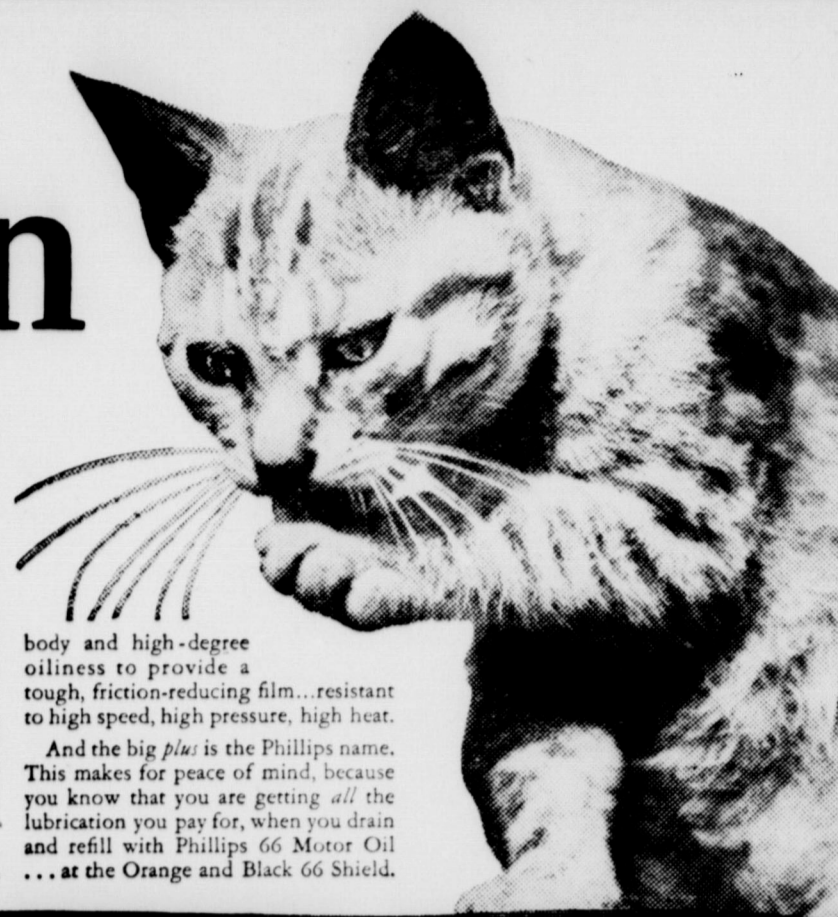 n
body and high-degree
oiliness to provide a
tough, friction-reducing film...resistant
to high speed, high pressure, high heat.
And the big plus is the Phillips name.
This makes for peace of mind, because
you know that you are getting all the
lubrication you pay for, when you drain
and refill with Phillips 66 Motor Oil
...at the Orange and Black 66 Shield.